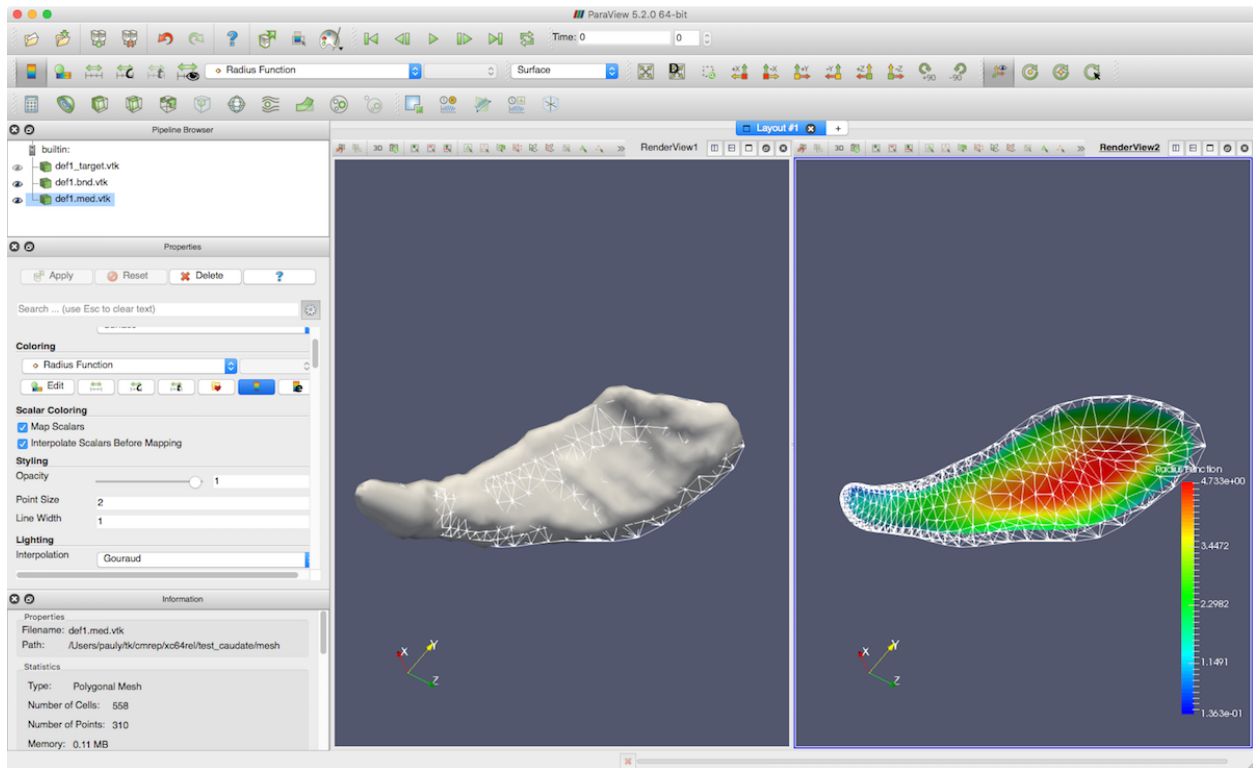 ParaView 5.2.0 64-bit
Time: 0 0
Radius Function Surface
+X -X +Y -Y +Z -Z +90 -90
Pipeline Browser
Layout #1 +
builtin:
3D RenderView1
3D RenderView2
def1_target.vtk
def1.bnd.vtk
def1.med.vtk
Properties
Apply Reset Delete ?
Search ... (use Esc to clear text)
Surface
Coloring
Radius Function
Edit
Scalar Coloring
Map Scalars
Interpolate Scalars Before Mapping
Styling
Opacity 1
Point Size 2
Line Width 1
Lighting
Interpolation Gouraud
Information
Properties
Filename: def1.med.vtk
Path: /Users/pauly/tk/cmrep/xc64rel/test_caudate/mesh
Statistics
Type: Polygonal Mesh
Number of Cells: 558
Number of Points: 310
Memory: 0.11 MB
X Y Z
X Y Z
Radius Function
4.733e+00
3.4472
2.2982
1.1491
1.363e-01